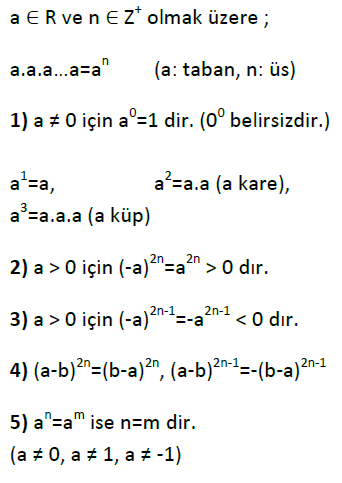 a ∈ R ve n ∈ Z⁺ olmak üzere ;
a.a.a...a=aⁿ (a: taban, n: üs)
1) a ≠ 0 için a⁰=1 dir. (0⁰ belirsizdir.)
a¹=a, a²=a.a (a kare),
a³=a.a.a (a küp)
2) a > 0 için (-a)²ⁿ=a²ⁿ > 0 dır.
3) a > 0 için (-a)²ⁿ⁻¹=-a²ⁿ⁻¹ < 0 dır.
4) (a-b)²ⁿ=(b-a)²ⁿ, (a-b)²ⁿ⁻¹=-(b-a)²ⁿ⁻¹
5) aⁿ=aᵐ ise n=m dir.
(a ≠ 0, a ≠ 1, a ≠ -1)